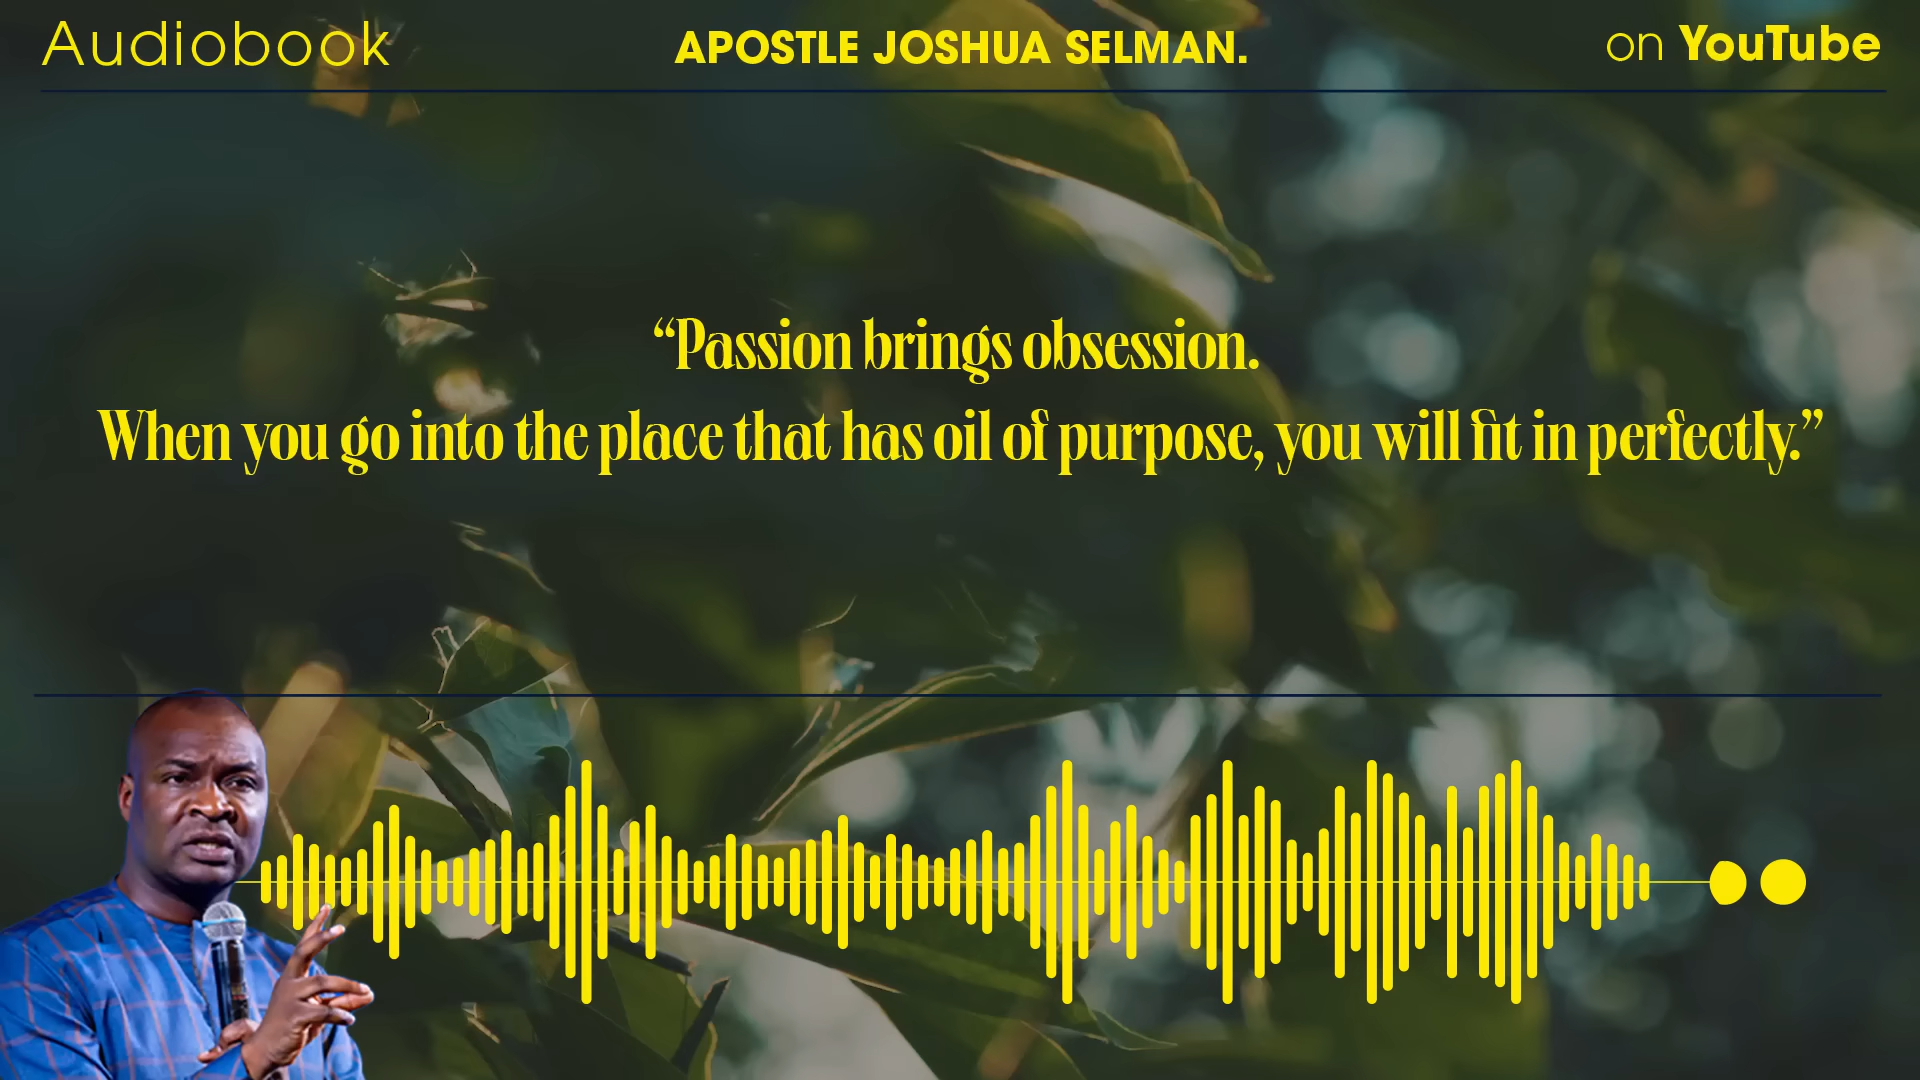 Audiobook
APOSTLE JOSHUA SELMAN.
on YouTube
“Passion brings obsession.
When you go into the place that has oil of purpose, you will fit in perfectly.”